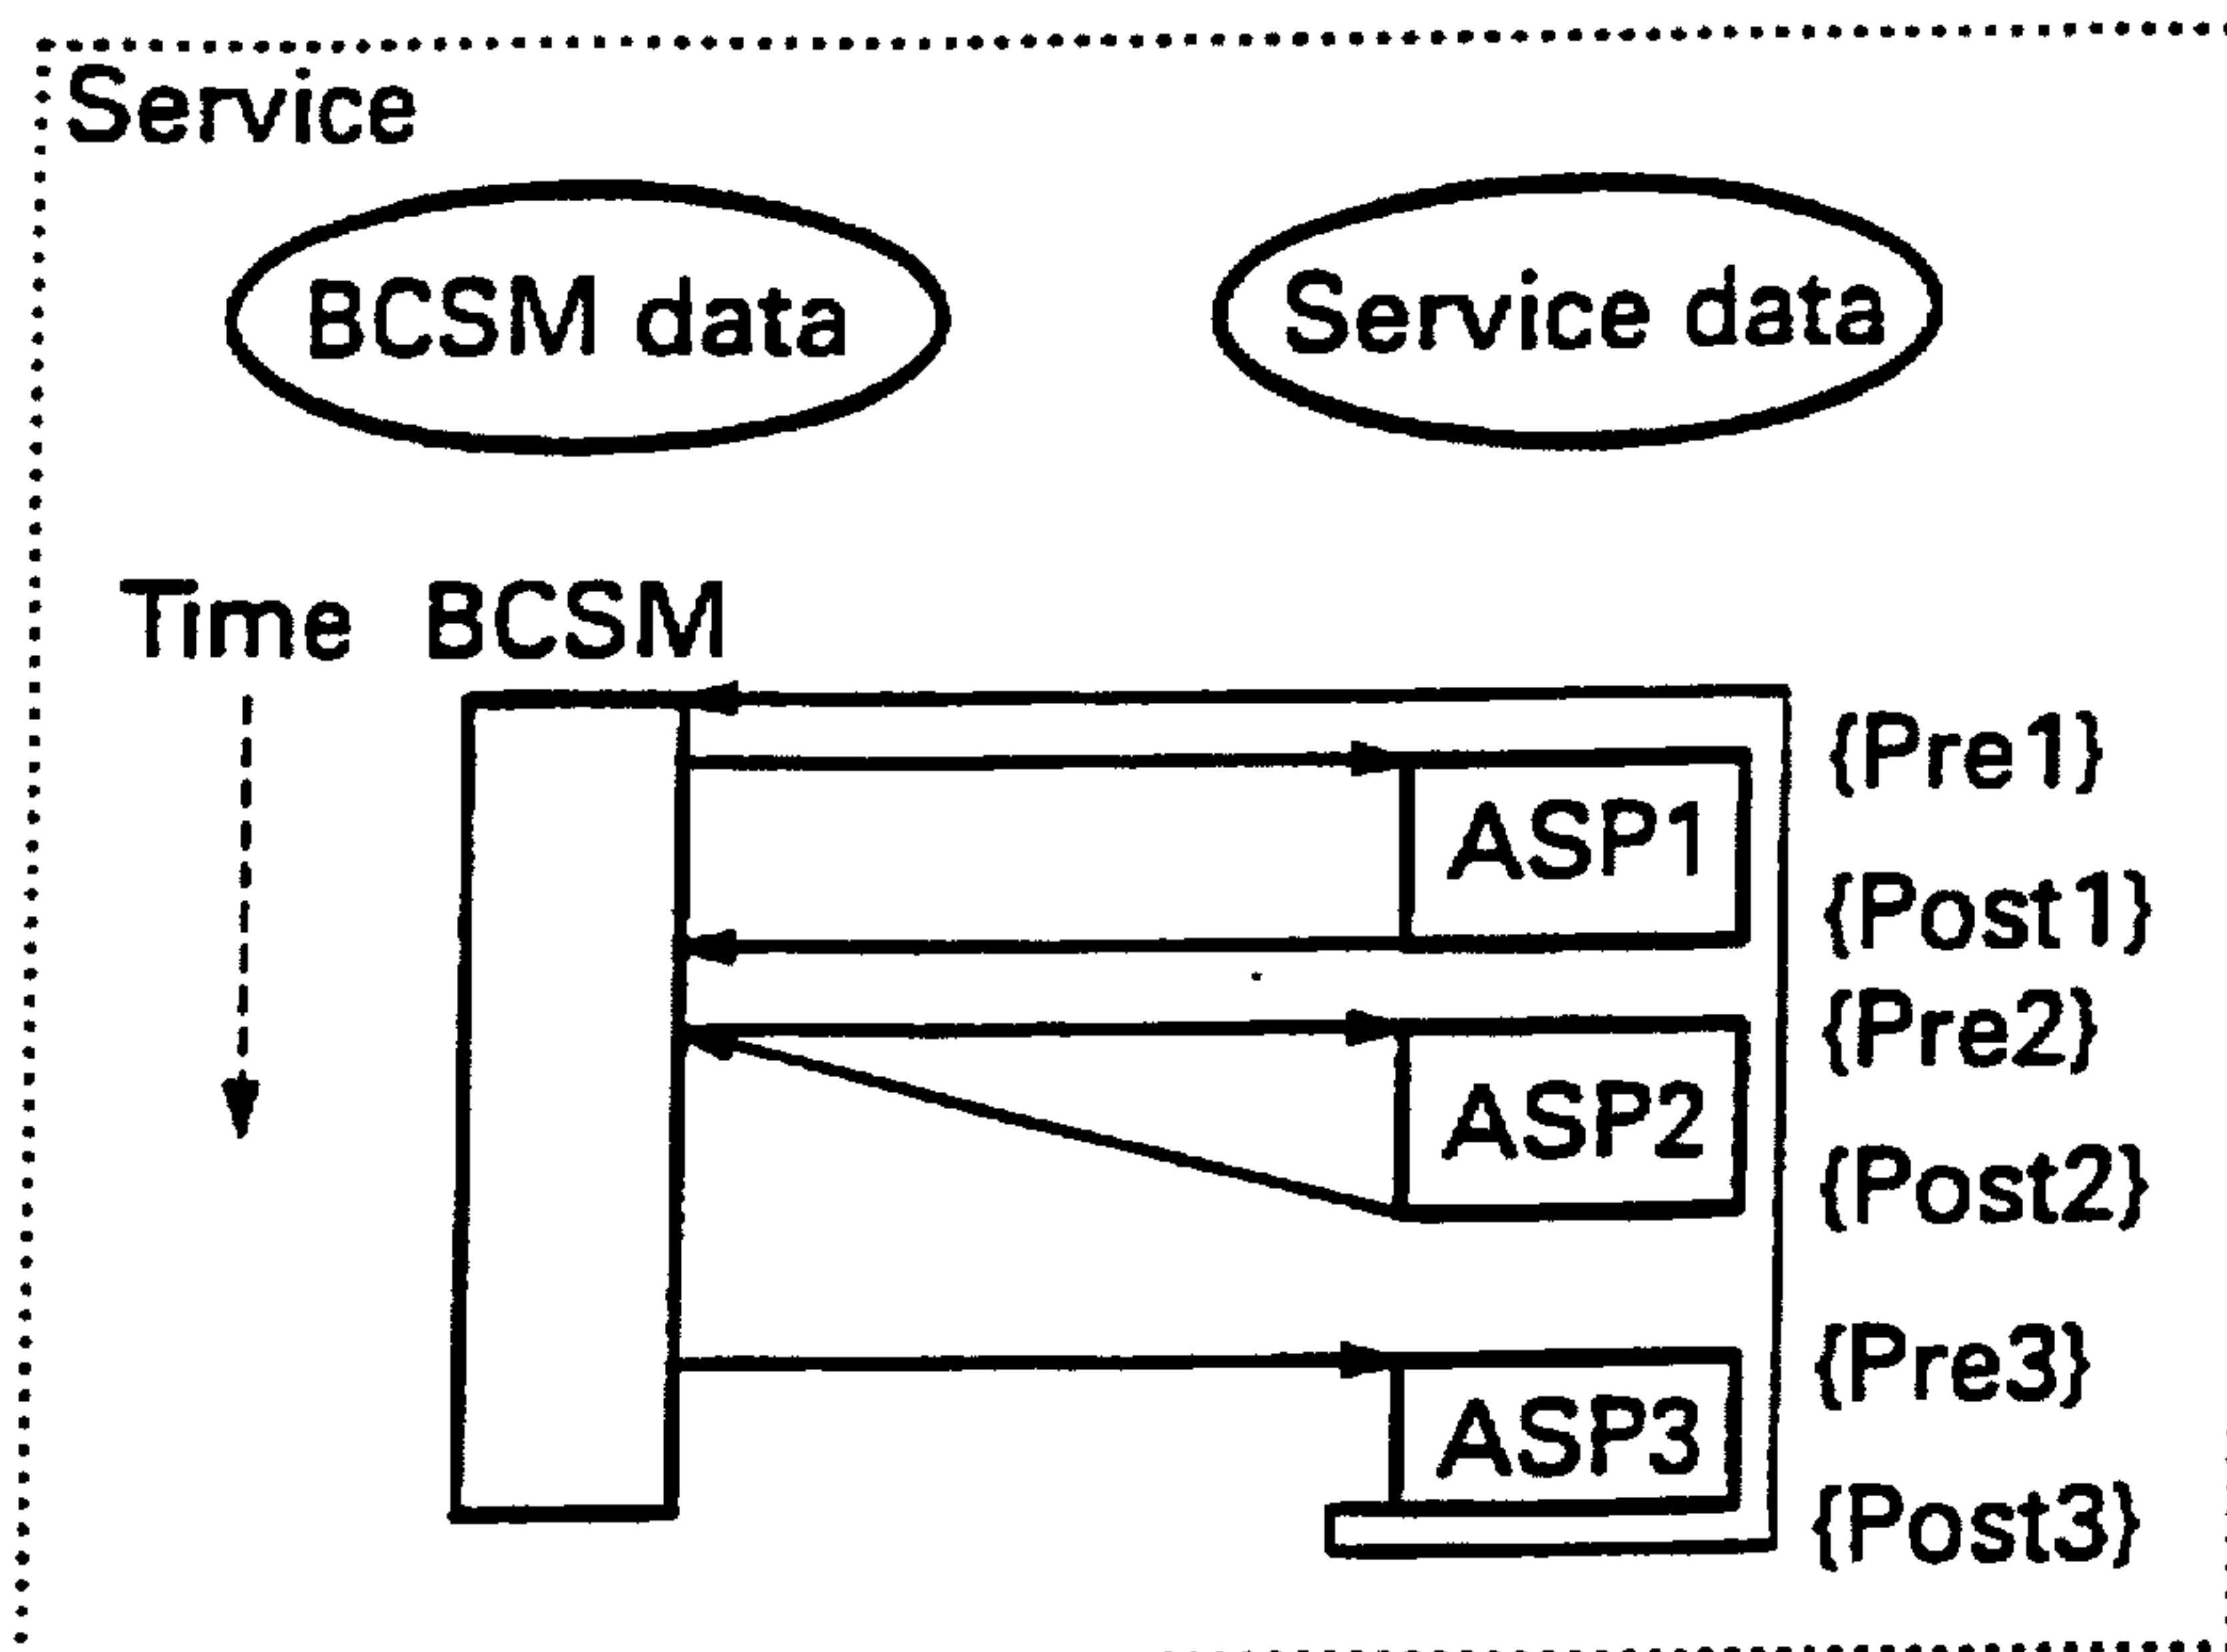 Service
BCSM data
Service data
Time BCSM
{Pre1}
ASP1
{Post1}
{Pre2}
ASP2
{Post2}
{Pre3}
ASP3
{Post3}